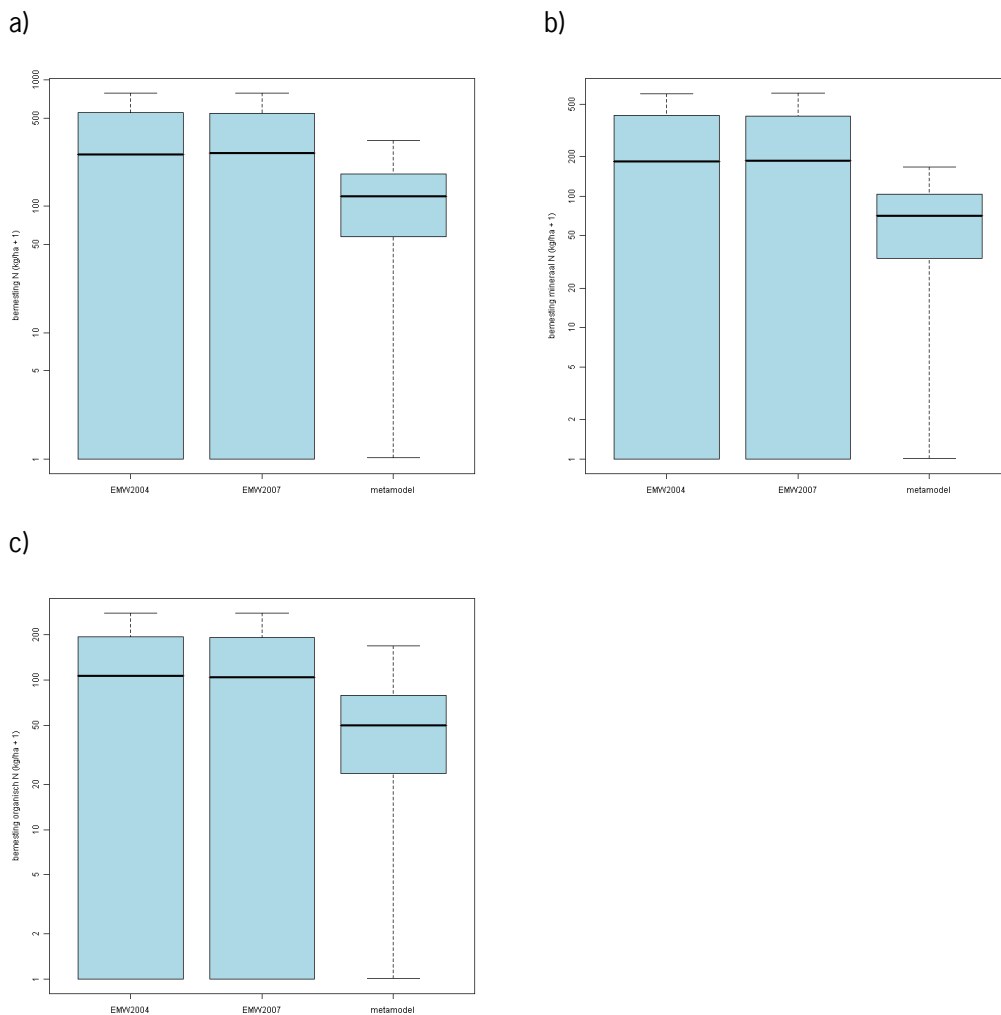 a)
bemesting N (kg/ha + 1)
1000
500
100
50
10
5
1
EMW2004
EMW2007
metamodel
b)
bemesting mineraal N (kg/ha + 1)
500
200
100
50
20
10
5
2
1
EMW2004
EMW2007
metamodel
c)
bemesting organisch N (kg/ha + 1)
200
100
50
20
10
5
2
1
EMW2004
EMW2007
metamodel